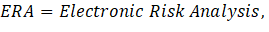 ERA = Electronic Risk Analysis,